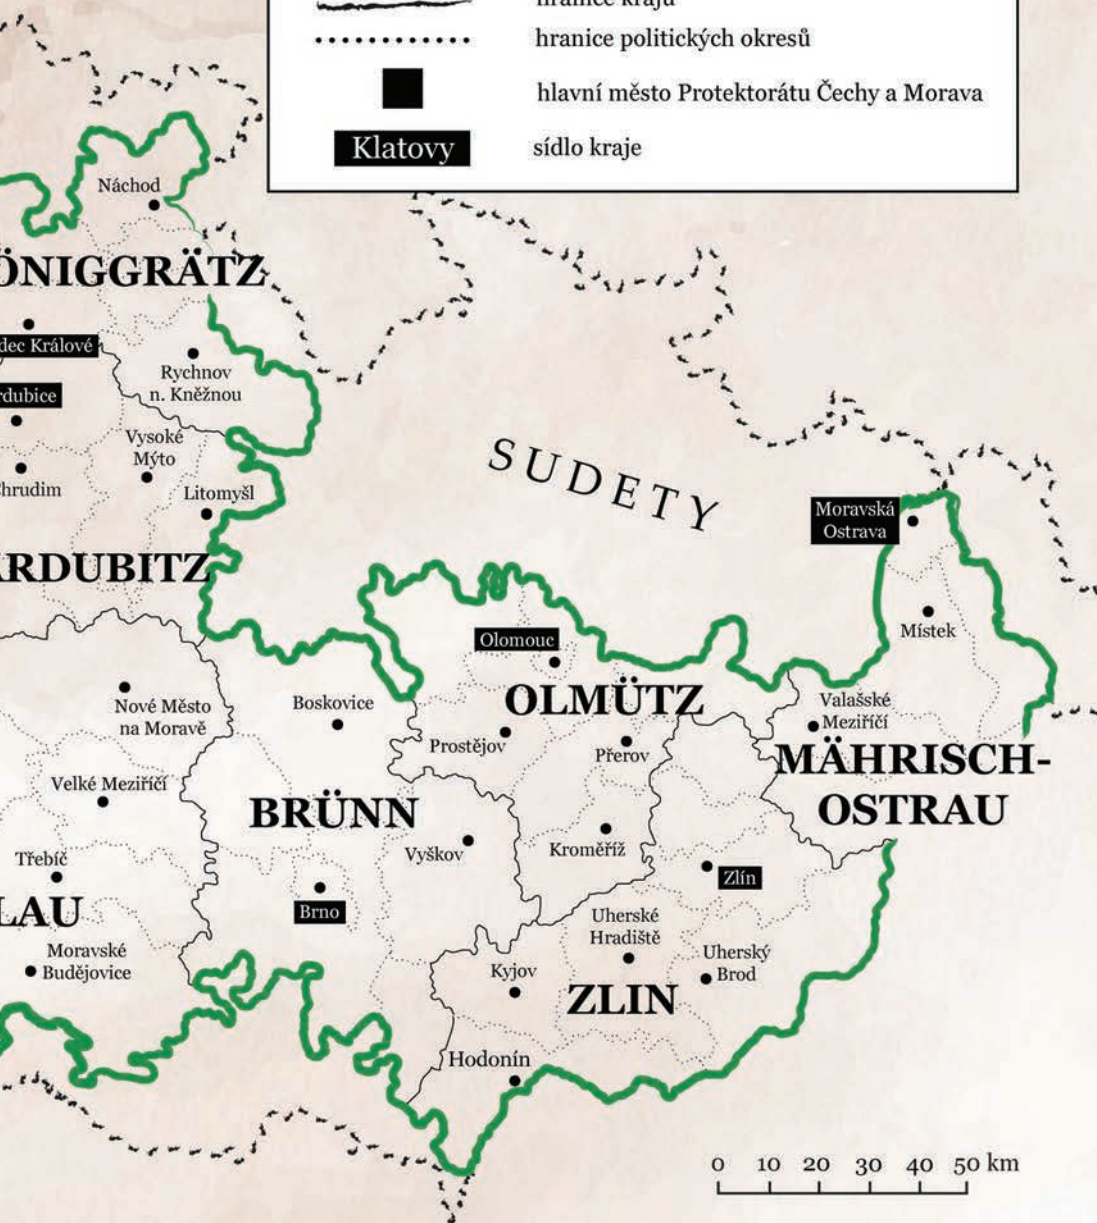 hranice krajů
hranice politických okresů
hlavní město Protektorátu Čechy a Morava
Klatovy
sídlo kraje
Náchod
ÖNIGGRÄTZ
dec Králové
Rychnov
n. Kněžnou
rdubice
Vysoké
Mýto
hrudim
Litomyšl
SUDETY
Moravská
Ostrava
ARDUBITZ
Místek
Olomouc
Nové Město
na Moravě
Boskovice
OLMÜTZ
Valašské
Meziříčí
Prostějov
Přerov
MÄHRISCH-
OSTRAU
Velké Meziříčí
BRÜNN
Vyškov
Kroměříž
Třebíč
Zlín
LAU
Brno
Uherské
Hradiště
Moravské
Budějovice
Uherský
Brod
Kyjov
ZLIN
Hodonín
0 10 20 30 40 50 km